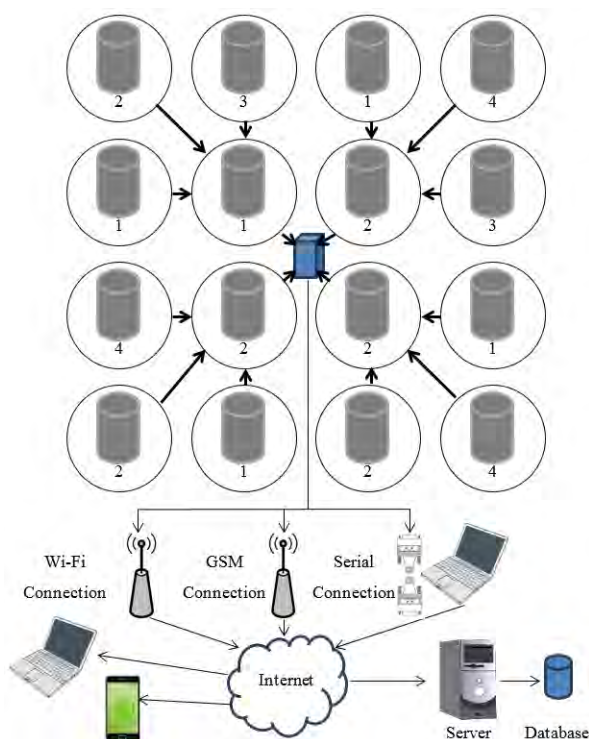 2 3 1 4
1 1 2 3
4 2 2 1
2 1 2 4
Wi-Fi
Connection
GSM
Connection
Serial
Connection
Internet
Server
Database